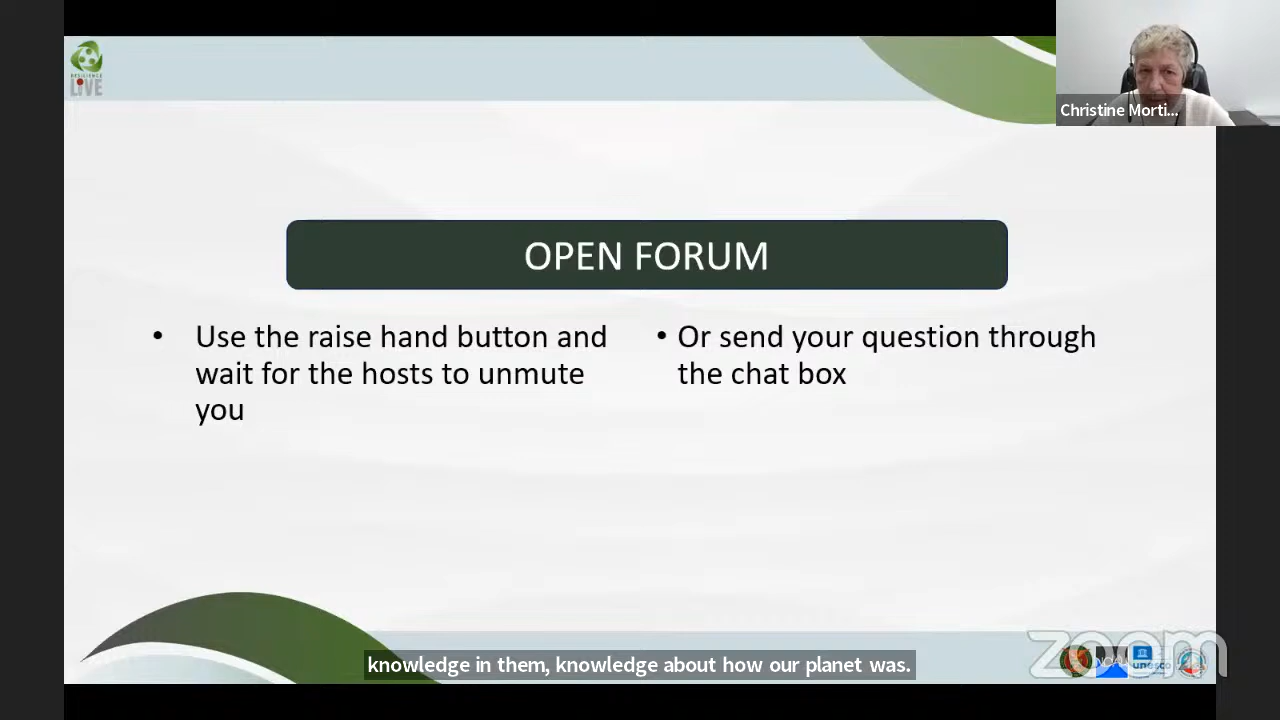 RESILIENCE
LIVE
Christine Morti...
OPEN FORUM
• Use the raise hand button and
wait for the hosts to unmute
you
• Or send your question through
the chat box
knowledge in them, knowledge about how our planet was.
zoom
unesco